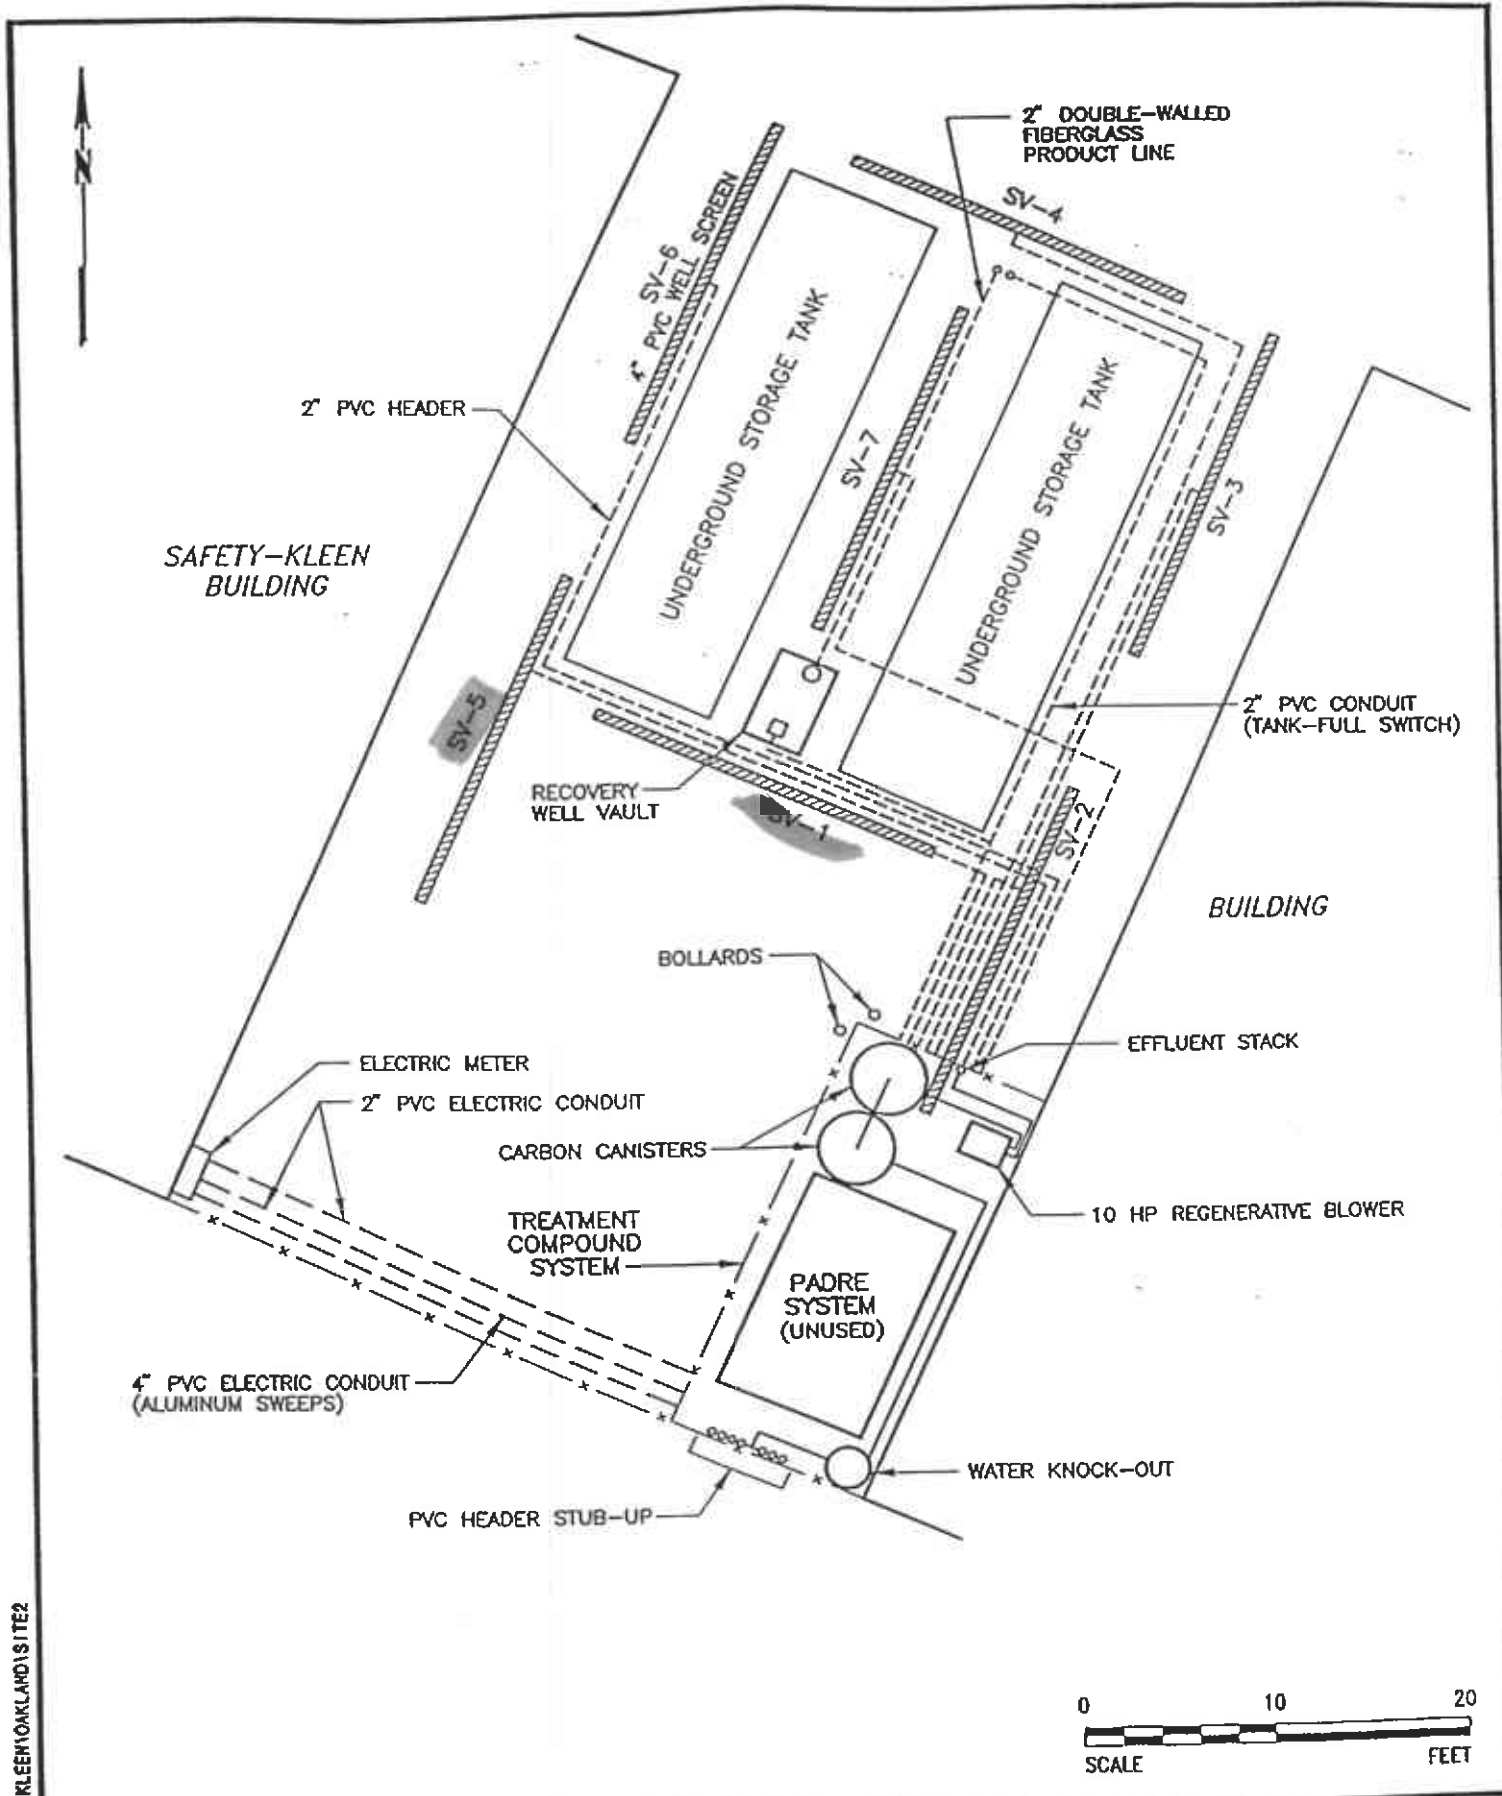 N
2" DOUBLE-WALLED
FIBERGLASS
PRODUCT LINE
SV-4
SV-6
4" PVC WELL SCREEN
2" PVC HEADER
UNDERGROUND STORAGE TANK
SV-7
UNDERGROUND STORAGE TANK
SV-3
SAFETY-KLEEN
BUILDING
SV-5
2" PVC CONDUIT
(TANK-FULL SWITCH)
RECOVERY
WELL VAULT
SV-1
SV-2
BUILDING
BOLLARDS
EFFLUENT STACK
ELECTRIC METER
2" PVC ELECTRIC CONDUIT
CARBON CANISTERS
10 HP REGENERATIVE BLOWER
TREATMENT
COMPOUND
SYSTEM
PADRE
SYSTEM
(UNUSED)
4" PVC ELECTRIC CONDUIT
(ALUMINUM SWEEPS)
WATER KNOCK-OUT
PVC HEADER STUB-UP
KLEEN\OAKLAND\SITE2
0 10 20
SCALE FEET